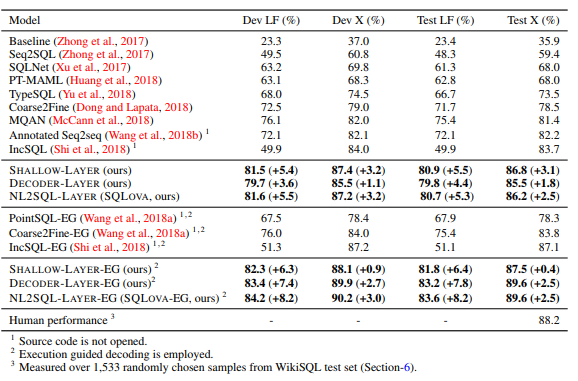 Model Dev LF (%) Dev X (%) Test LF (%) Test X (%)
Baseline (Zhong et al., 2017) 23.3 37.0 23.4 35.9
Seq2SQL (Zhong et al., 2017) 49.5 60.8 48.3 59.4
SQLNet (Xu et al., 2017) 63.2 69.8 61.3 68.0
PT-MAML (Huang et al., 2018) 63.1 68.3 62.8 68.0
TypeSQL (Yu et al., 2018) 68.0 74.5 66.7 73.5
Coarse2Fine (Dong and Lapata, 2018) 72.5 79.0 71.7 78.5
MQAN (McCann et al., 2018) 76.1 82.0 75.4 81.4
Annotated Seq2seq (Wang et al., 2018b) 1 72.1 82.1 72.1 82.2
IncSQL (Shi et al., 2018) 1 49.9 84.0 49.9 83.7
SHALLOW-LAYER (ours) 81.5 (+5.4) 87.4 (+3.2) 80.9 (+5.5) 86.8 (+3.1)
DECODER-LAYER (ours) 79.7 (+3.6) 85.5 (+1.1) 79.8 (+4.4) 85.5 (+1.8)
NL2SQL-LAYER (SQLOVA, ours) 81.6 (+5.5) 87.2 (+3.2) 80.7 (+5.3) 86.2 (+2.5)
PointSQL-EG (Wang et al., 2018a) 1,2 67.5 78.4 67.9 78.3
Coarse2Fine-EG (Wang et al., 2018a) 1,2 76.0 84.0 75.4 83.8
IncSQL-EG (Shi et al., 2018) 1,2 51.3 87.2 51.1 87.1
SHALLOW-LAYER-EG (ours) 2 82.3 (+6.3) 88.1 (+0.9) 81.8 (+6.4) 87.5 (+0.4)
DECODER-LAYER-EG (ours)2 83.4 (+7.4) 89.9 (+2.7) 83.2 (+7.8) 89.6 (+2.5)
NL2SQL-LAYER-EG (SQLOVA-EG, ours) 2 84.2 (+8.2) 90.2 (+3.0) 83.6 (+8.2) 89.6 (+2.5)
Human performance 3 - - - 88.2
1 Source code is not opened.
2 Execution guided decoding is employed.
3 Measured over 1,533 randomly chosen samples from WikiSQL test set (Section-6).